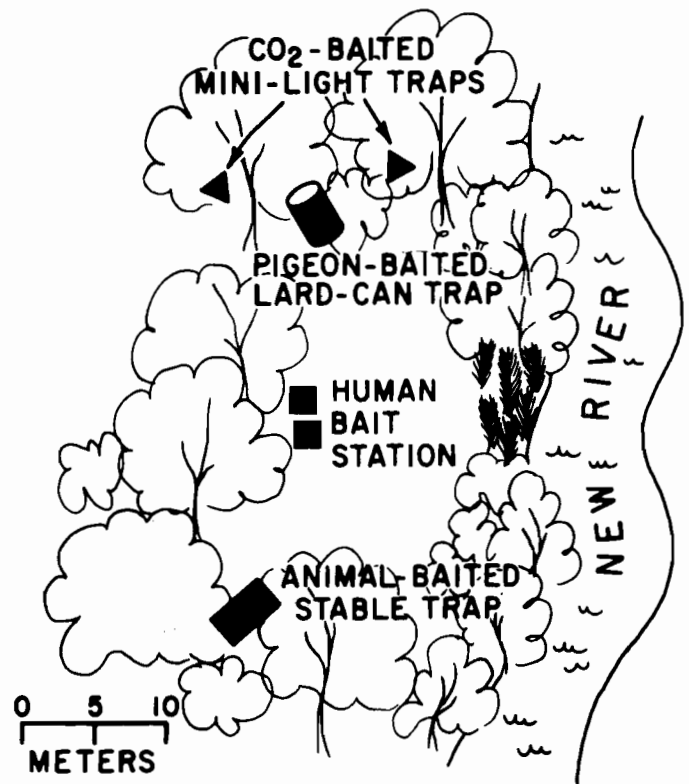 CO₂-BAITED
MINI-LIGHT TRAPS
PIGEON-BAITED
LARD-CAN TRAP
HUMAN
BAIT
STATION
NEW RIVER
ANIMAL-BAITED
STABLE TRAP
0 5 10
METERS